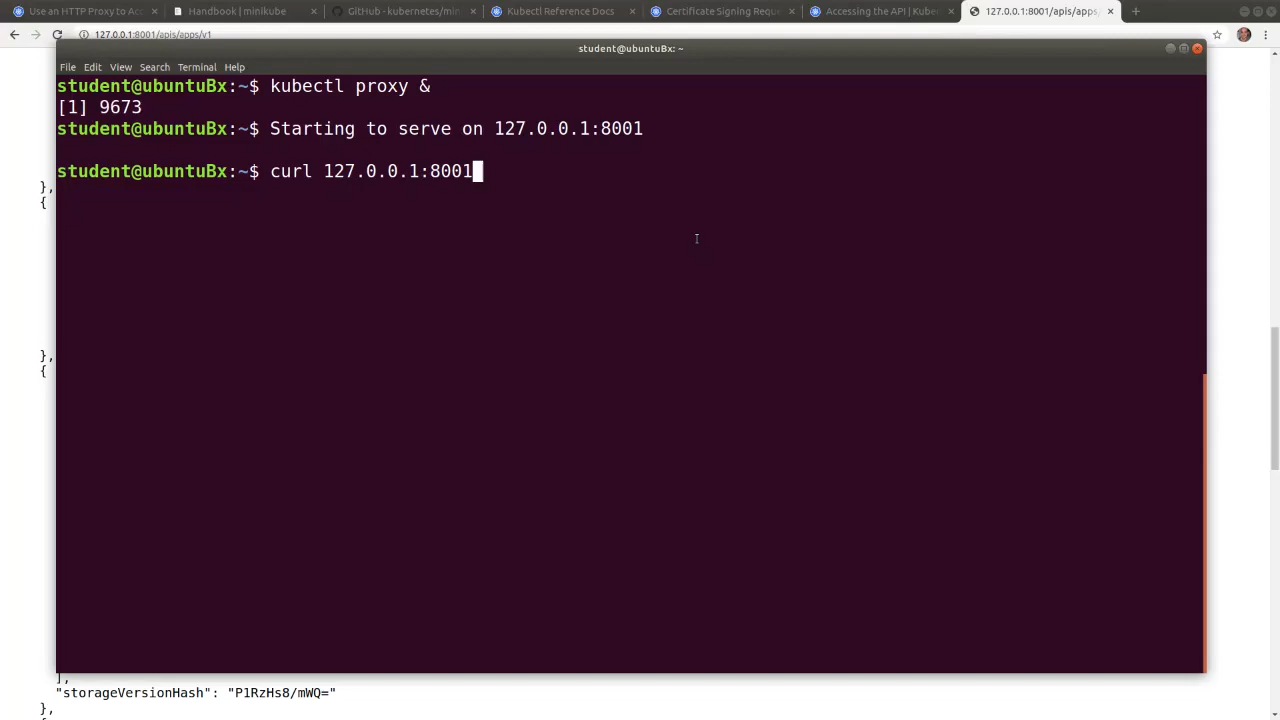 Use an HTTP Proxy to Acc
Handbook | minikube
GitHub - kubernetes/min
Kubectl Reference Docs
Certificate Signing Reque
Accessing the API | Kube
127.0.0.1:8001/apis/apps/
127.0.0.1:8001/apis/apps/v1
student@ubuntuBx: ~
File Edit View Search Terminal Help
student@ubuntuBx:~$ kubectl proxy &
[1] 9673
student@ubuntuBx:~$ Starting to serve on 127.0.0.1:8001
student@ubuntuBx:~$ curl 127.0.0.1:8001
},
{
},
{
],
"storageVersionHash": "P1RzHs8/mWQ="
},
{